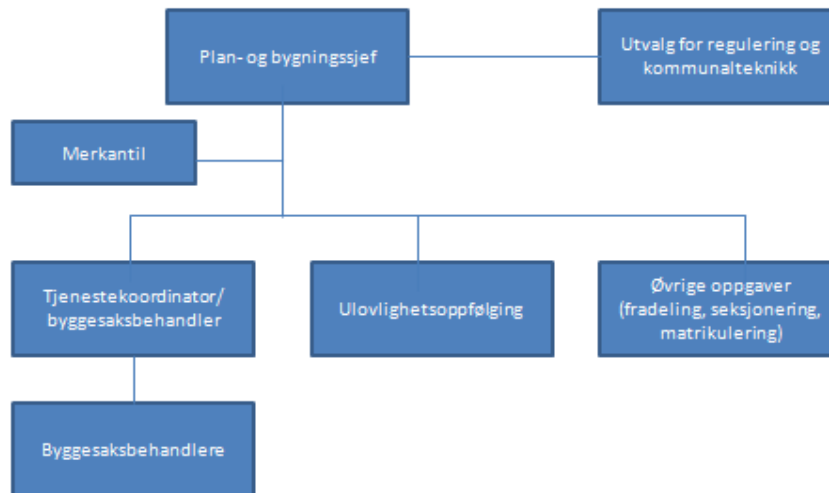 Plan- og bygningssjef
Utvalg for regulering og
kommunalteknikk
Merkantil
Tjenestekoordinator/
byggesaksbehandler
Ulovlighetsoppfølging
Øvrige oppgaver
(fradeling, seksjonering,
matrikulering)
Byggesaksbehandlere